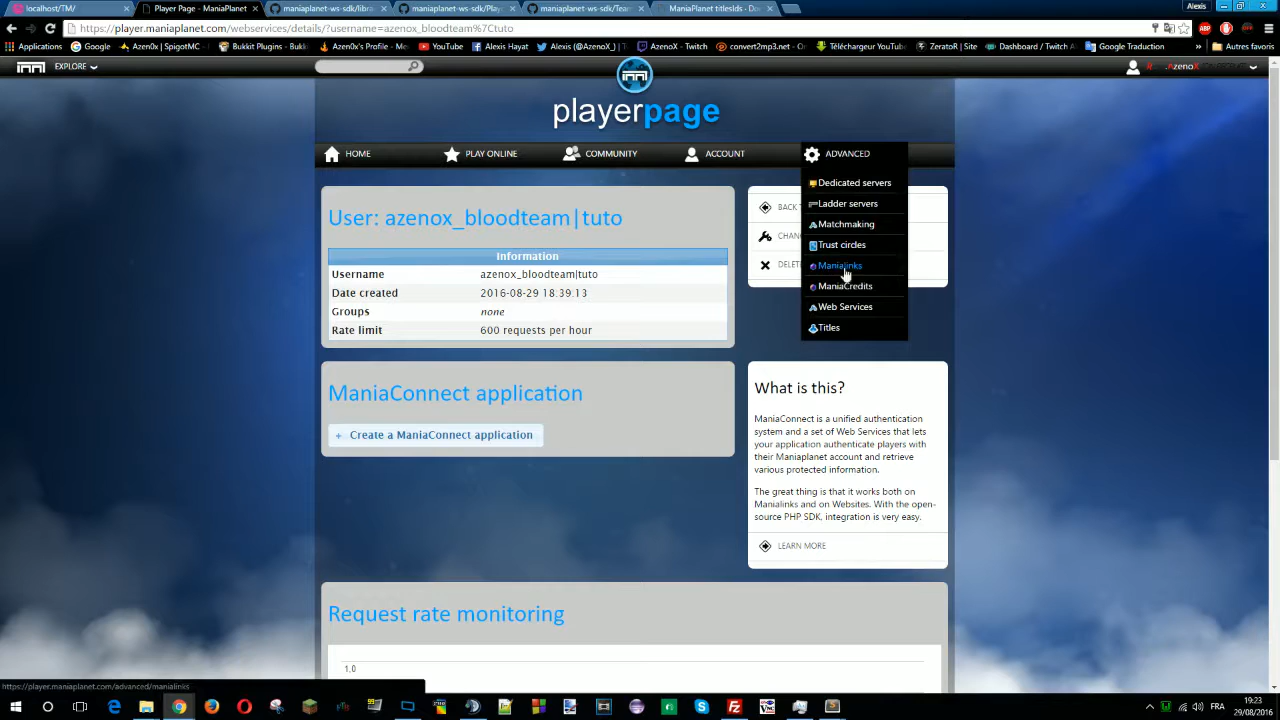 Alexis
localhost/TM/
Player Page - ManiaPlanet
maniaplanet-ws-sdk/libra
maniaplanet-ws-sdk/Playe
maniaplanet-ws-sdk/Team
ManiaPlanet titlesIds - Do
https://player.maniaplanet.com/webservices/details/?username=azenox_bloodteam%7Ctuto
Applications
Google
Azen0x | SpigotMC
Bukkit Plugins - Bukkit
Azen0x's Profile - Mem
Alexis Hayat
Alexis (@AzenoX_) | Tw
AzenoX - Twitch
convert2mp3.net - Onl
Téléchargeur YouTube
ZeratoR | Site
Dashboard / Twitch A
Google Traduction
Autres favoris
EXPLORE
playerpage
HOME
PLAY ONLINE
COMMUNITY
ACCOUNT
ADVANCED
Dedicated servers
Ladder servers
Matchmaking
Trust circles
Manialinks
ManiaCredits
Web Services
Titles
User: azenox_bloodteam|tuto
Information
Username azenox_bloodteam|tuto
Date created 2016-08-29 18:39:13
Groups none
Rate limit 600 requests per hour
BACK
CHAN
DELET
ManiaConnect application
+ Create a ManiaConnect application
What is this?
ManiaConnect is a unified authentication
system and a set of Web Services that lets
your application authenticate players with
their Maniaplanet account and retrieve
various protected information.
The great thing is that it works both on
Manialinks and on Websites. With the open-
source PHP SDK, integration is very easy.
LEARN MORE
Request rate monitoring
1,0
https://player.maniaplanet.com/advanced/manialinks
FRA
19:23
29/08/2016